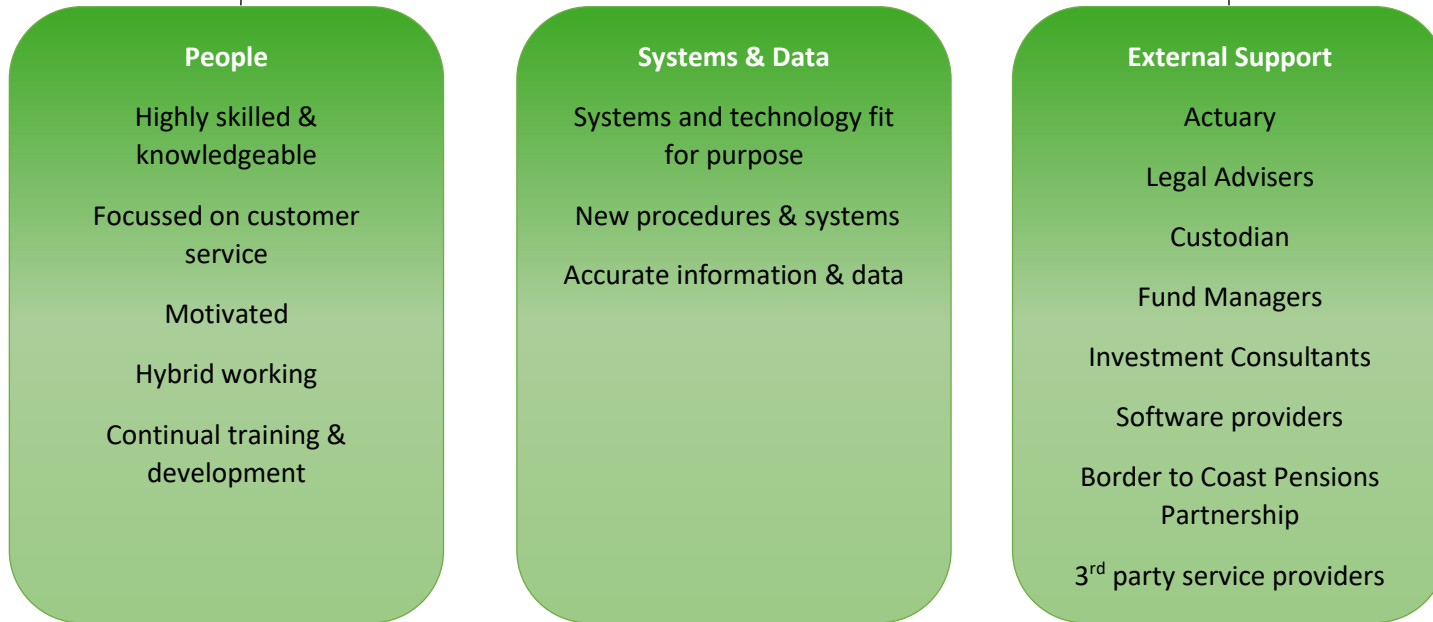 People
Highly skilled &
knowledgeable
Focussed on customer
service
Motivated
Hybrid working
Continual training &
development
Systems & Data
Systems and technology fit
for purpose
New procedures & systems
Accurate information & data
External Support
Actuary
Legal Advisers
Custodian
Fund Managers
Investment Consultants
Software providers
Border to Coast Pensions
Partnership
3rd party service providers